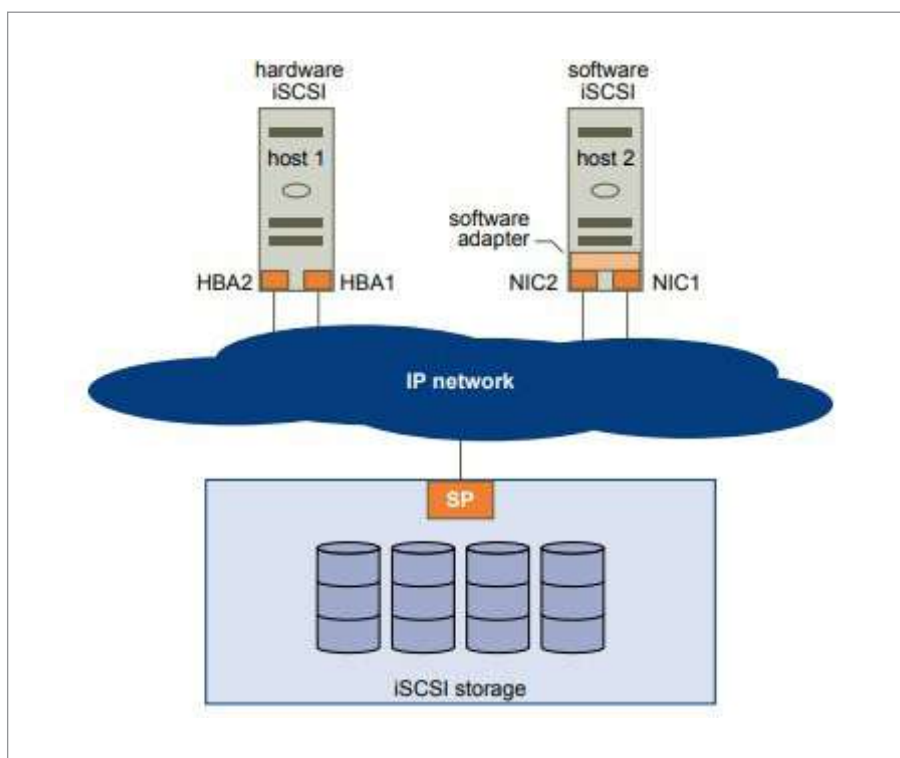 hardware
iSCSI
software
iSCSI
host 1
host 2
software
adapter
HBA2
HBA1
NIC2
NIC1
IP network
SP
iSCSI storage